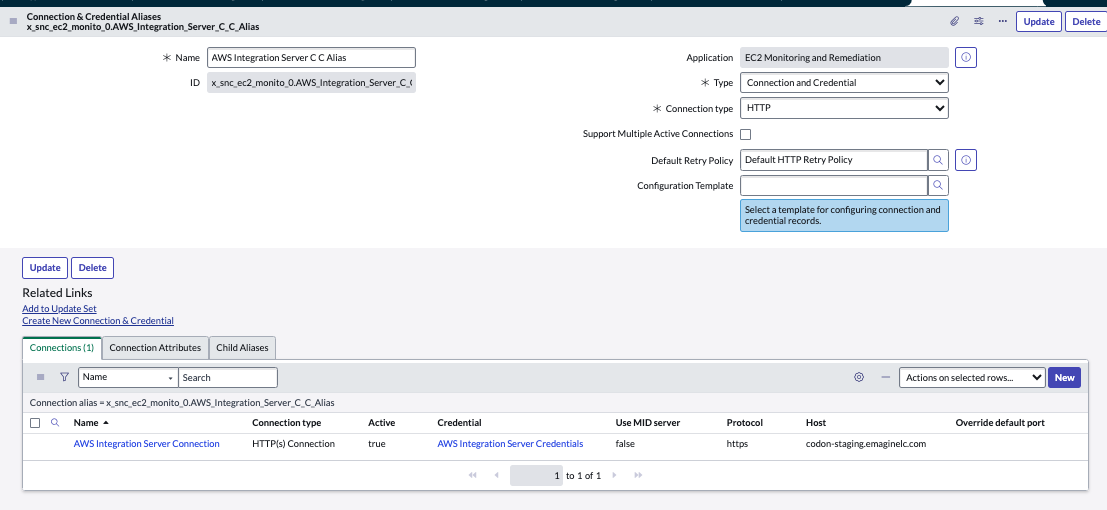 Connection & Credential Aliases
x_snc_ec2_monito_0.AWS_Integration_Server_C_C_Alias
Update
Delete
Name
AWS Integration Server C C Alias
ID
x_snc_ec2_monito_0.AWS_Integration_Server_C_
Application
EC2 Monitoring and Remediation
Type
Connection and Credential
Connection type
HTTP
Support Multiple Active Connections
Default Retry Policy
Default HTTP Retry Policy
Configuration Template
Select a template for configuring connection and
credential records.
Update
Delete
Related Links
Add to Update Set
Create New Connection & Credential
Connections (1)
Connection Attributes
Child Aliases
Name
Search
Actions on selected rows...
New
Connection alias = x_snc_ec2_monito_0.AWS_Integration_Server_C_C_Alias
Name Connection type Active Credential Use MID server Protocol Host Override default port
AWS Integration Server Connection HTTP(s) Connection true AWS Integration Server Credentials false https codon-staging.emaginelc.com
1 to 1 of 1